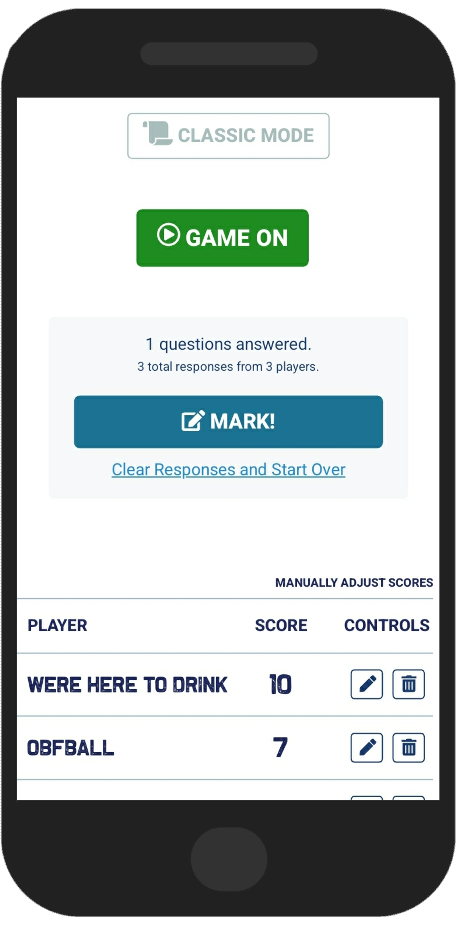 CLASSIC MODE
GAME ON
1 questions answered.
3 total responses from 3 players.
MARK!
Clear Responses and Start Over
MANUALLY ADJUST SCORES
PLAYER SCORE CONTROLS
WERE HERE TO DRINK 10
OBFBALL 7